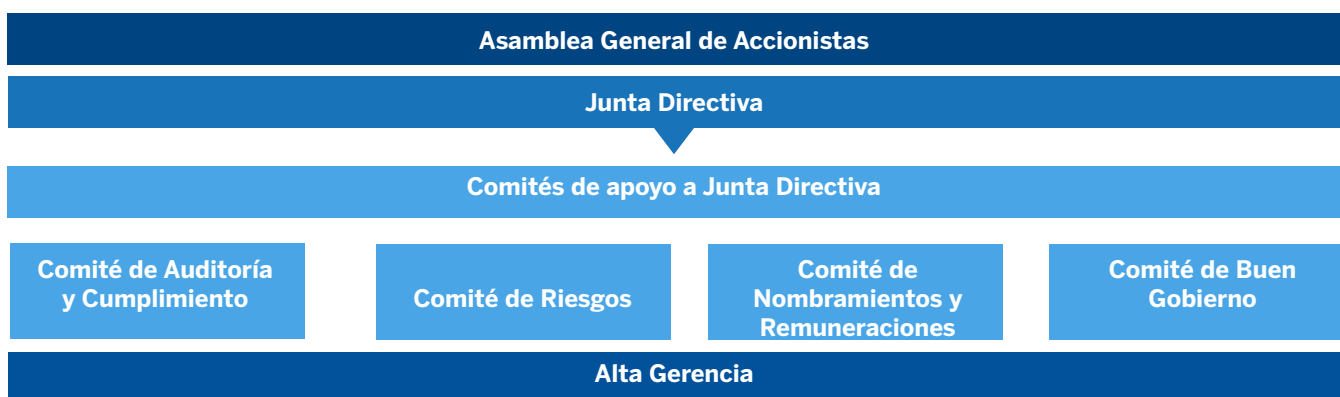 Asamblea General de Accionistas
Junta Directiva
Comités de apoyo a Junta Directiva
Comité de Auditoría
y Cumplimiento
Comité de Riesgos
Comité de
Nombramientos y
Remuneraciones
Comité de Buen
Gobierno
Alta Gerencia